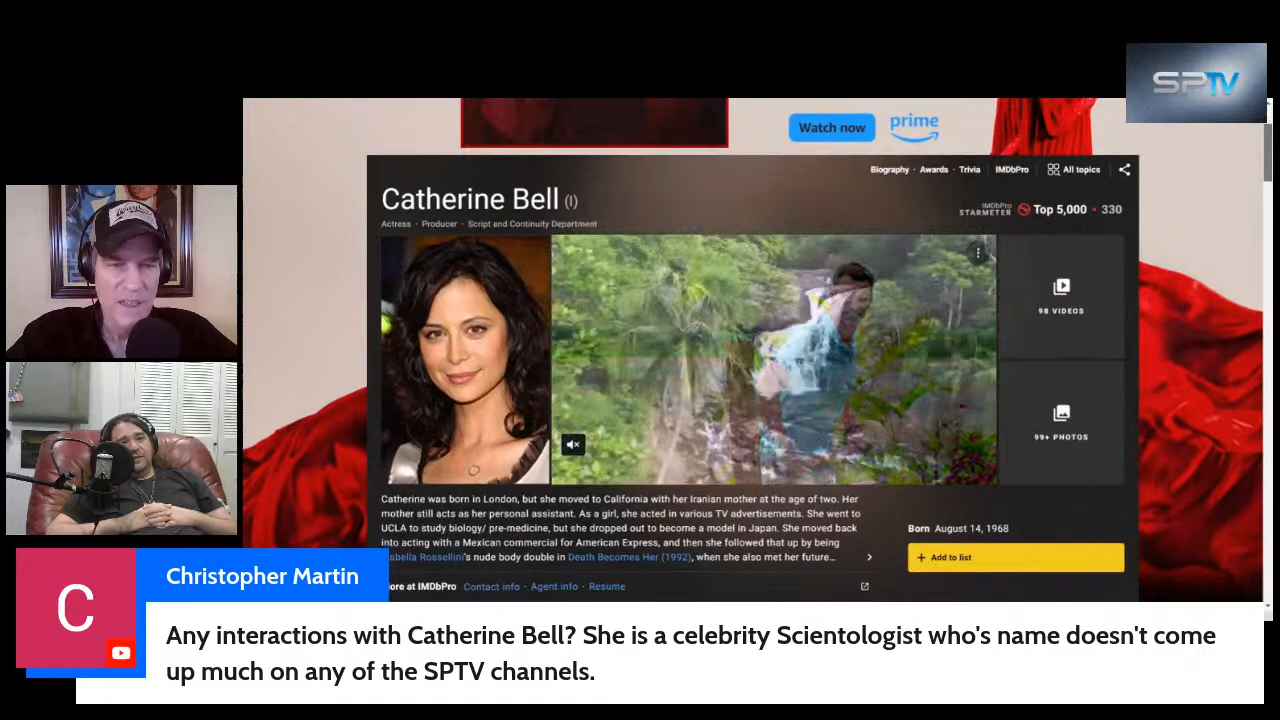 SPTV
Watch now
prime
Biography · Awards · Trivia
IMDbPro
All topics
Catherine Bell (I)
IMDbPro
STARMETER
Top 5,000 · 330
Actress · Producer · Script and Continuity Department
98 VIDEOS
99+ PHOTOS
Catherine was born in London, but she moved to California with her Iranian mother at the age of two. Her
mother still acts as her personal assistant. As a girl, she acted in various TV advertisements. She went to
UCLA to study biology/ pre-medicine, but she dropped out to become a model in Japan. She moved back
into acting with a Mexican commercial for American Express, and then she followed that up by being
abella Rossellini's nude body double in Death Becomes Her (1992), when she also met her future...
Born August 14, 1968
+ Add to list
ore at IMDbPro
Contact info · Agent info · Resume
C
Christopher Martin
Any interactions with Catherine Bell? She is a celebrity Scientologist who's name doesn't come
up much on any of the SPTV channels.